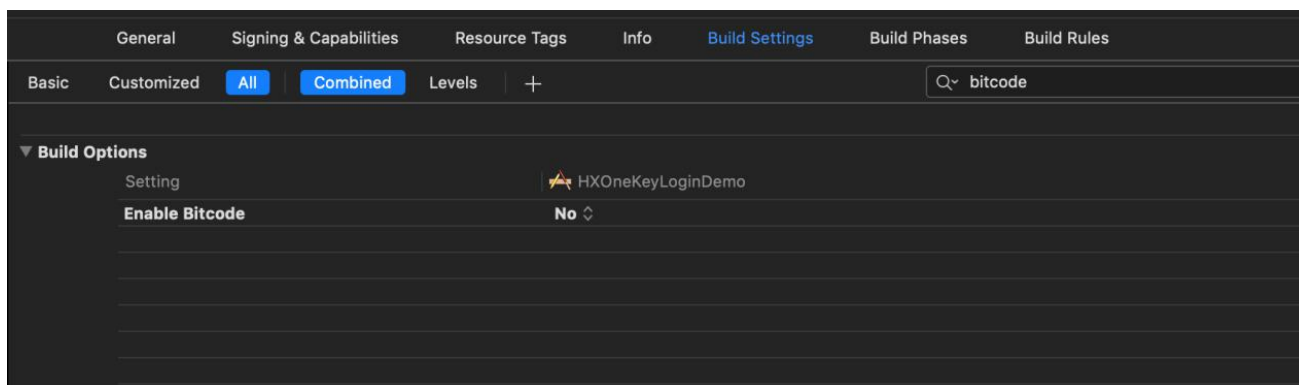 General Signing & Capabilities Resource Tags Info Build Settings Build Phases Build Rules
Basic Customized All Combined Levels + bitcode
Build Options
Setting HXOneKeyLoginDemo
Enable Bitcode No